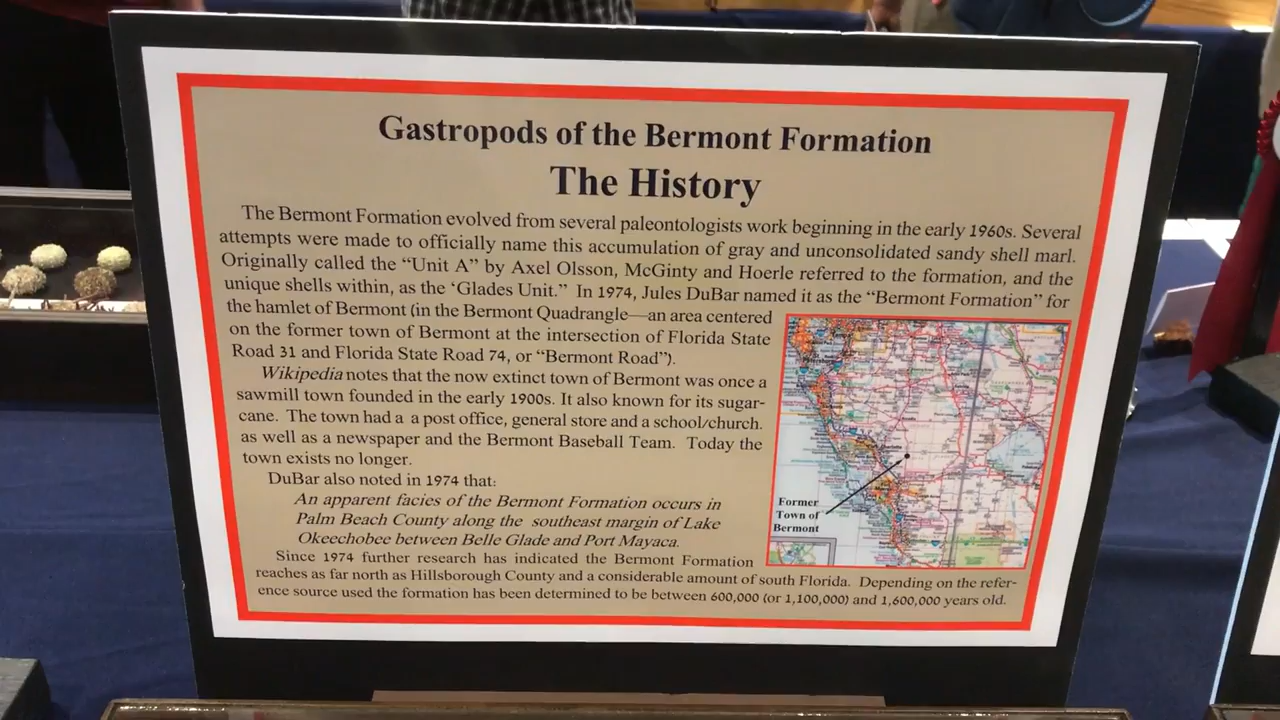 Gastropods of the Bermont Formation
The History
The Bermont Formation evolved from several paleontologists work beginning in the early 1960s. Several
attempts were made to officially name this accumulation of gray and unconsolidated sandy shell marl.
Originally called the “Unit A” by Axel Olsson, McGinty and Hoerle referred to the formation, and the
unique shells within, as the ‘Glades Unit.” In 1974, Jules DuBar named it as the “Bermont Formation” for
the hamlet of Bermont (in the Bermont Quadrangle—an area centered
on the former town of Bermont at the intersection of Florida State
Road 31 and Florida State Road 74, or “Bermont Road”).
Wikipedia notes that the now extinct town of Bermont was once a
sawmill town founded in the early 1900s. It also known for its sugar-
cane. The town had a a post office, general store and a school/church.
as well as a newspaper and the Bermont Baseball Team. Today the
town exists no longer.
DuBar also noted in 1974 that:
An apparent facies of the Bermont Formation occurs in
Palm Beach County along the southeast margin of Lake
Okeechobee between Belle Glade and Port Mayaca.
Since 1974 further research has indicated the Bermont Formation
reaches as far north as Hillsborough County and a considerable amount of south Florida. Depending on the refer-
ence source used the formation has been determined to be between 600,000 (or 1,100,000) and 1,600,000 years old.
Former
Town of
Bermont